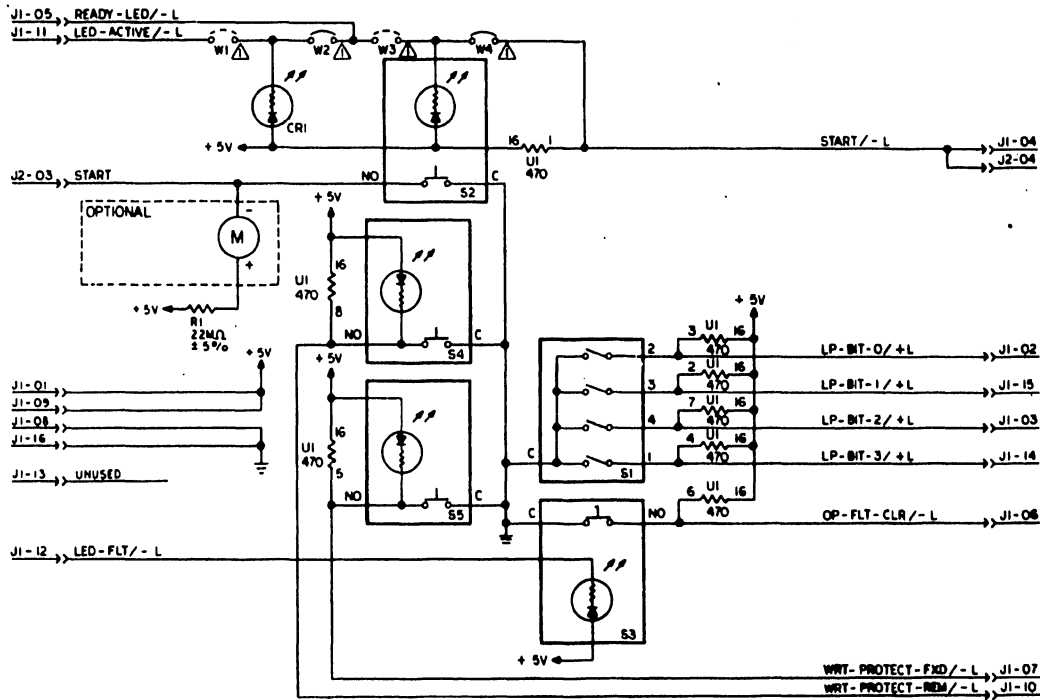 J1-05 READY-LED/-L
J1-11 LED-ACTIVE/-L
W1 W2 W3 W4
CR1
+5V 16 1
U1
470
START/-L J1-04
J2-04
J2-03 START NO C
S2
OPTIONAL
-
M
+
+5V
R1
22MΩ
±5%
+5V
16
U1
470
8
NO C
S4
+5V
+5V
J1-01
J1-09
J1-08
J1-16
J1-13 UNUSED
16
U1
470
5
NO C
S5
+5V
2 3 U1 16
470
LP-BIT-0/+L J1-02
3 2 U1 16
470
LP-BIT-1/+L J1-15
4 7 U1 16
470
LP-BIT-2/+L J1-03
C 1 4 U1 16
S1 470
LP-BIT-3/+L J1-14
C NO 6 U1 16
470
OP-FLT-CLR/-L J1-06
J1-12 LED-FLT/-L
S3
+5V
WRT-PROTECT-FXD/-L J1-07
WRT-PROTECT-REM/-L J1-10